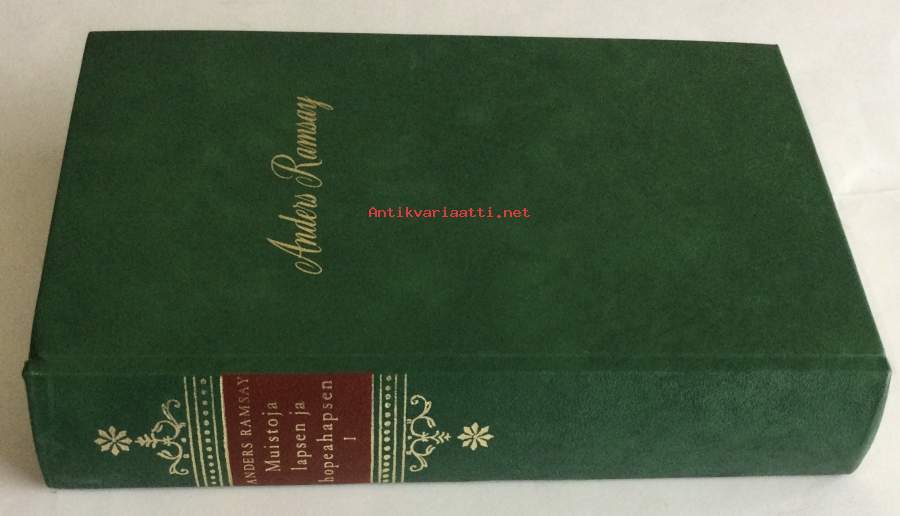 Anders Ramsay
Antikvariaatti.net
ANDERS RAMSAY
Muistoja
lapsen ja
hopeahapsen
I